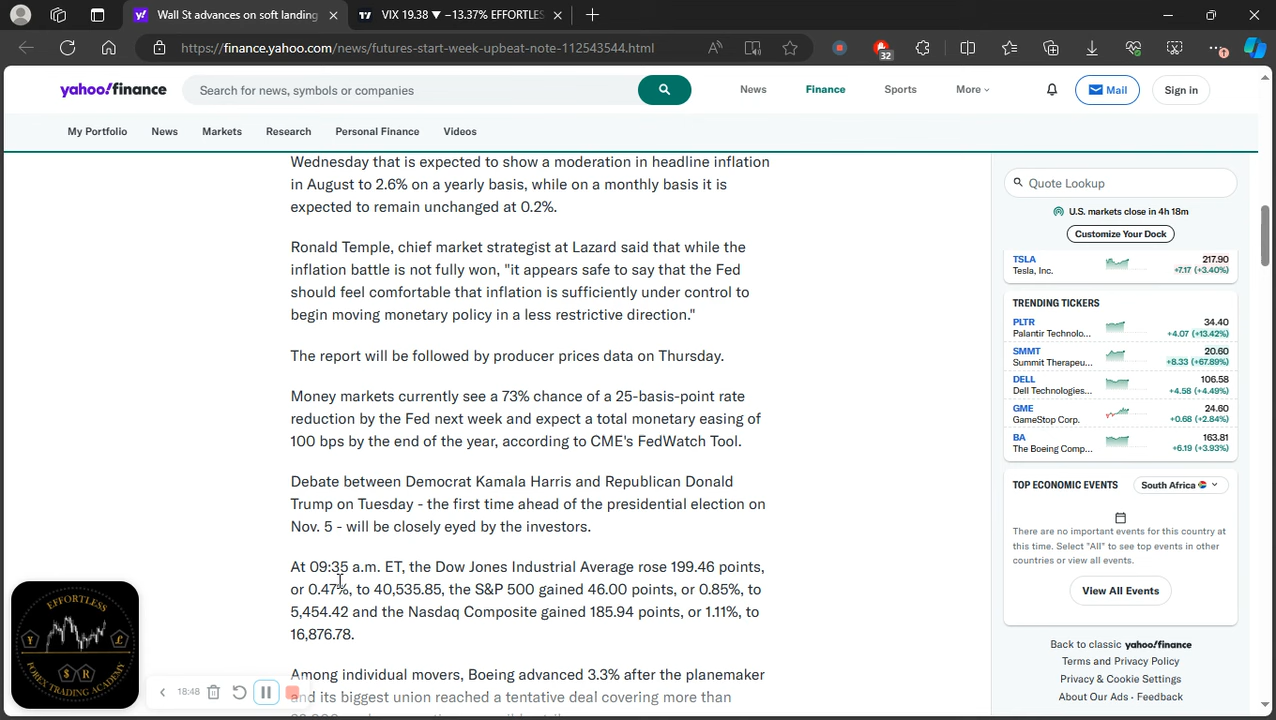 Wall St advances on soft landing
VIX 19.38 ▼ −13.37% EFFORTLES
https://finance.yahoo.com/news/futures-start-week-upbeat-note-112543544.html
32
yahoo!finance
Search for news, symbols or companies
News
Finance
Sports
More
Mail
Sign in
My Portfolio
News
Markets
Research
Personal Finance
Videos
Wednesday that is expected to show a moderation in headline inflation
in August to 2.6% on a yearly basis, while on a monthly basis it is
expected to remain unchanged at 0.2%.
Ronald Temple, chief market strategist at Lazard said that while the
inflation battle is not fully won, "it appears safe to say that the Fed
should feel comfortable that inflation is sufficiently under control to
begin moving monetary policy in a less restrictive direction."
The report will be followed by producer prices data on Thursday.
Money markets currently see a 73% chance of a 25-basis-point rate
reduction by the Fed next week and expect a total monetary easing of
100 bps by the end of the year, according to CME's FedWatch Tool.
Debate between Democrat Kamala Harris and Republican Donald
Trump on Tuesday - the first time ahead of the presidential election on
Nov. 5 - will be closely eyed by the investors.
At 09:35 a.m. ET, the Dow Jones Industrial Average rose 199.46 points,
or 0.47%, to 40,535.85, the S&P 500 gained 46.00 points, or 0.85%, to
5,454.42 and the Nasdaq Composite gained 185.94 points, or 1.11%, to
16,876.78.
Among individual movers, Boeing advanced 3.3% after the planemaker
and its biggest union reached a tentative deal covering more than
Quote Lookup
U.S. markets close in 4h 18m
Customize Your Dock
TSLA 217.90
Tesla, Inc. +7.17 (+3.40%)
TRENDING TICKERS
PLTR 34.40
Palantir Technolo... +4.07 (+13.42%)
SMMT 20.60
Summit Therapeu... +8.33 (+67.89%)
DELL 106.58
Dell Technologies... +4.58 (+4.49%)
GME 24.60
GameStop Corp. +0.68 (+2.84%)
BA 163.81
The Boeing Comp... +6.19 (+3.93%)
TOP ECONOMIC EVENTS
South Africa
There are no important events for this country at
this time. Select "All" to see top events in other
countries or view all events.
View All Events
Back to classic yahoo!finance
Terms and Privacy Policy
Privacy & Cookie Settings
About Our Ads · Feedback
EFFORTLESS
¥ £
$ R
FOREX TRADING ACADEMY
18:48